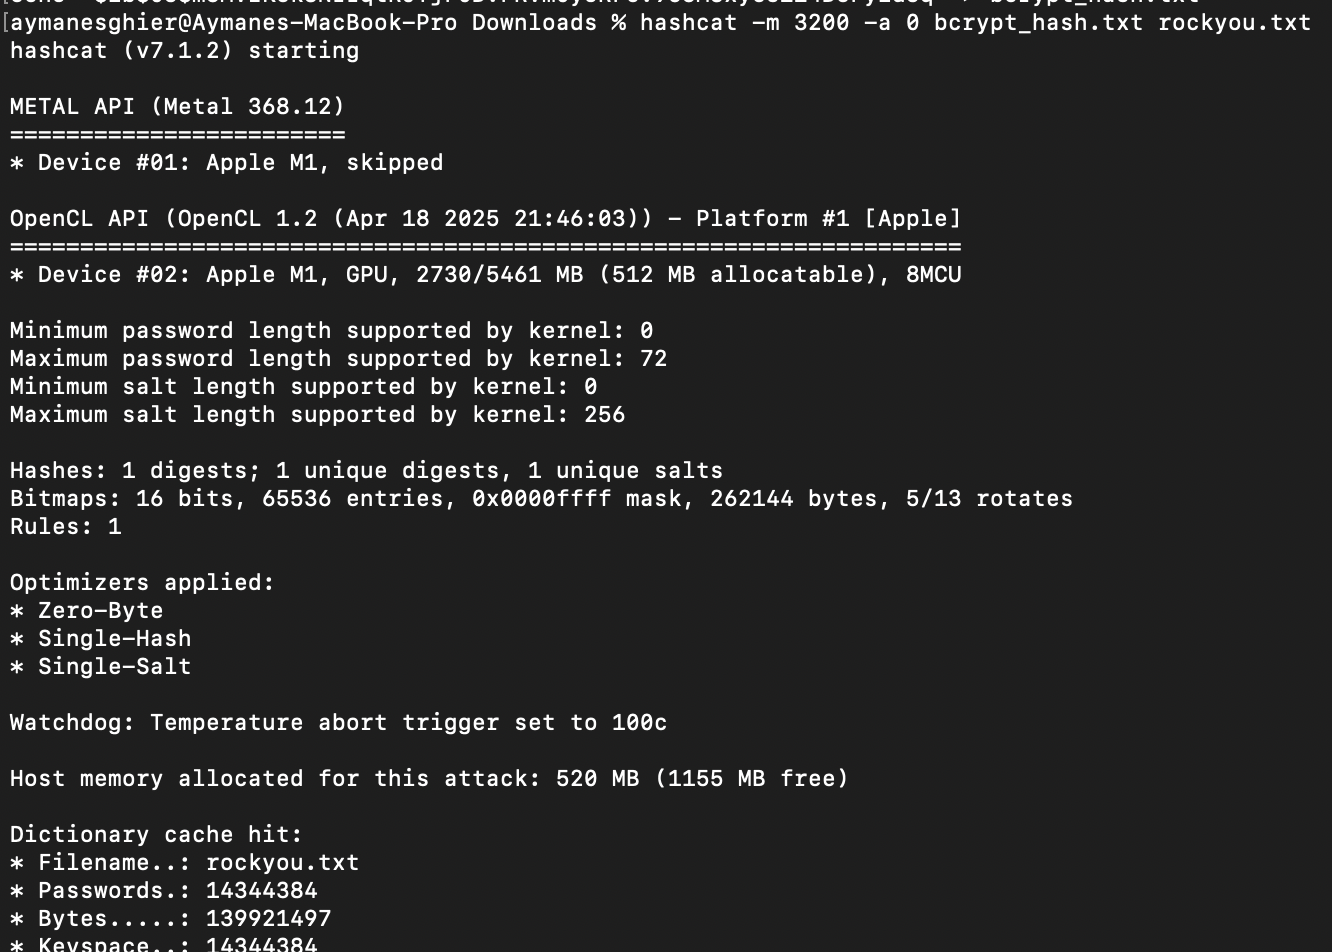 [aymanesghier@Aymanes-MacBook-Pro Downloads % hashcat -m 3200 -a 0 bcrypt_hash.txt rockyou.txt
hashcat (v7.1.2) starting
METAL API (Metal 368.12)
========================
* Device #01: Apple M1, skipped
OpenCL API (OpenCL 1.2 (Apr 18 2025 21:46:03)) - Platform #1 [Apple]
====================================================================
* Device #02: Apple M1, GPU, 2730/5461 MB (512 MB allocatable), 8MCU
Minimum password length supported by kernel: 0
Maximum password length supported by kernel: 72
Minimum salt length supported by kernel: 0
Maximum salt length supported by kernel: 256
Hashes: 1 digests; 1 unique digests, 1 unique salts
Bitmaps: 16 bits, 65536 entries, 0x0000ffff mask, 262144 bytes, 5/13 rotates
Rules: 1
Optimizers applied:
* Zero-Byte
* Single-Hash
* Single-Salt
Watchdog: Temperature abort trigger set to 100c
Host memory allocated for this attack: 520 MB (1155 MB free)
Dictionary cache hit:
* Filename..: rockyou.txt
* Passwords.: 14344384
* Bytes.....: 139921497
* Keyspace..: 14344384